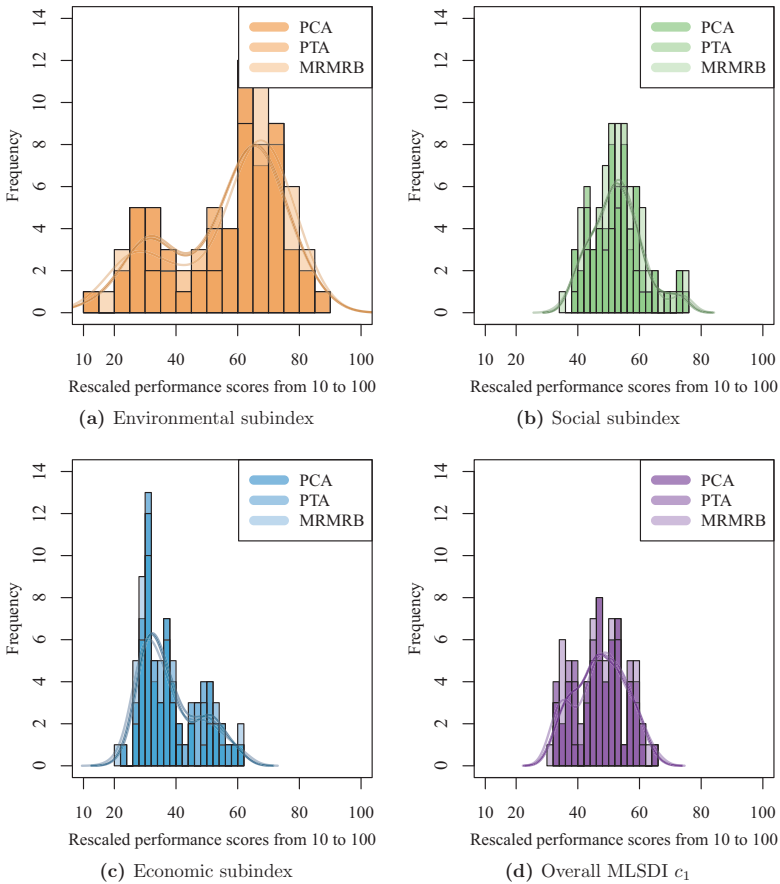 14
12
10
8
6
4
2
0
Frequency
PCA
PTA
MRMRB
10 20 40 60 80 100
Rescaled performance scores from 10 to 100
(a) Environmental subindex
14
12
10
8
6
4
2
0
Frequency
PCA
PTA
MRMRB
10 20 40 60 80 100
Rescaled performance scores from 10 to 100
(b) Social subindex
14
12
10
8
6
4
2
0
Frequency
PCA
PTA
MRMRB
10 20 40 60 80 100
Rescaled performance scores from 10 to 100
(c) Economic subindex
14
12
10
8
6
4
2
0
Frequency
PCA
PTA
MRMRB
10 20 40 60 80 100
Rescaled performance scores from 10 to 100
(d) Overall MLSDI c₁